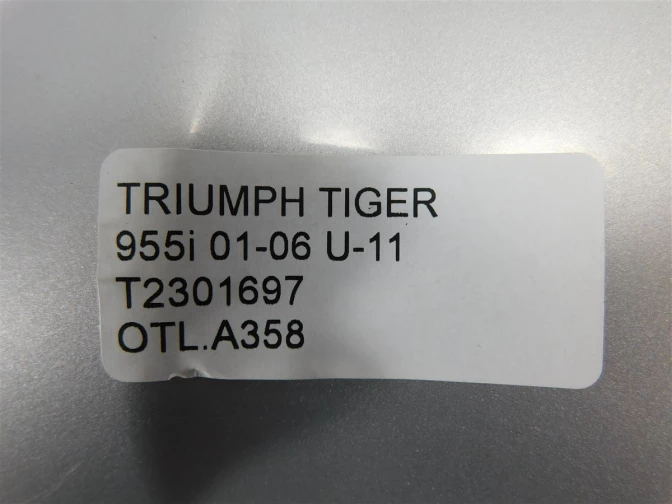 TRIUMPH TIGER
955i 01-06 U-11
T2301697
OTL.A358